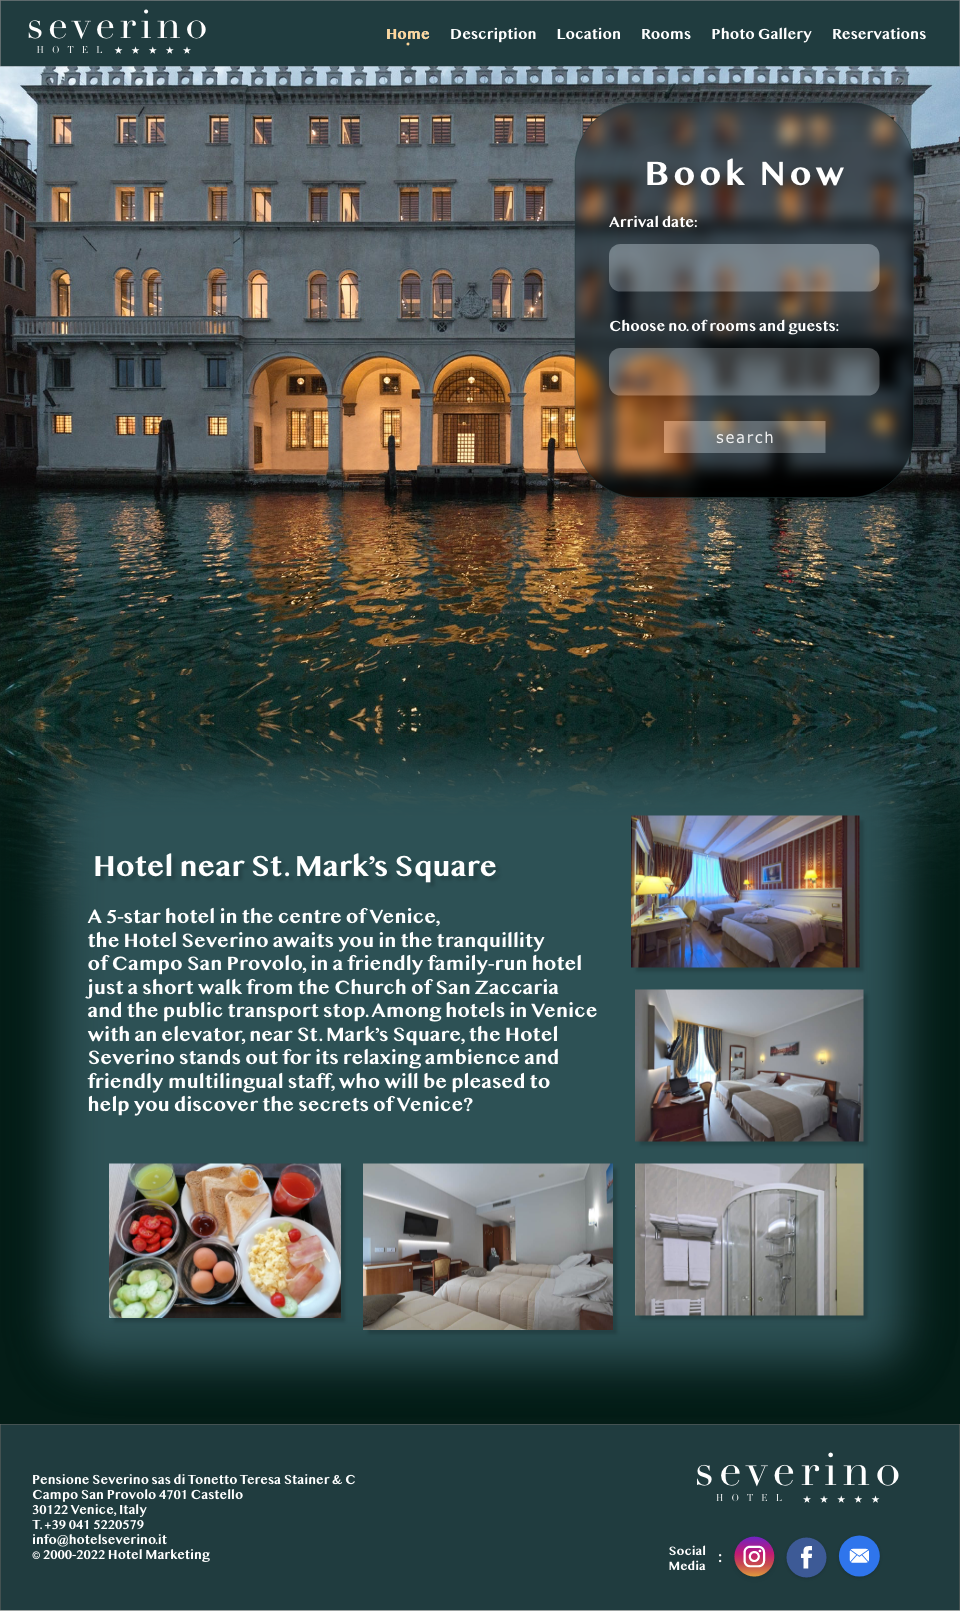 severino
HOTEL ★★★★★
Home Description Location Rooms Photo Gallery Reservations
Book Now
Arrival date:
Choose no. of rooms and guests:
search
Hotel near St. Mark’s Square
A 5-star hotel in the centre of Venice,
the Hotel Severino awaits you in the tranquillity
of Campo San Provolo, in a friendly family-run hotel
just a short walk from the Church of San Zaccaria
and the public transport stop. Among hotels in Venice
with an elevator, near St. Mark’s Square, the Hotel
Severino stands out for its relaxing ambience and
friendly multilingual staff, who will be pleased to
help you discover the secrets of Venice?
Pensione Severino sas di Tonetto Teresa Stainer & C
Campo San Provolo 4701 Castello
30122 Venice, Italy
T. +39 041 5220579
info@hotelseverino.it
© 2000-2022 Hotel Marketing
severino
HOTEL ★★★★★
Social
Media :